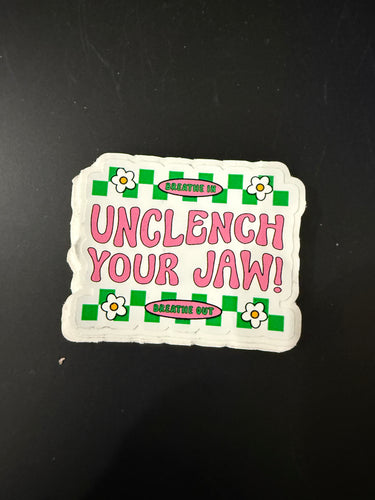 BREATHE IN
UNCLENCH
YOUR JAW!
BREATHE OUT